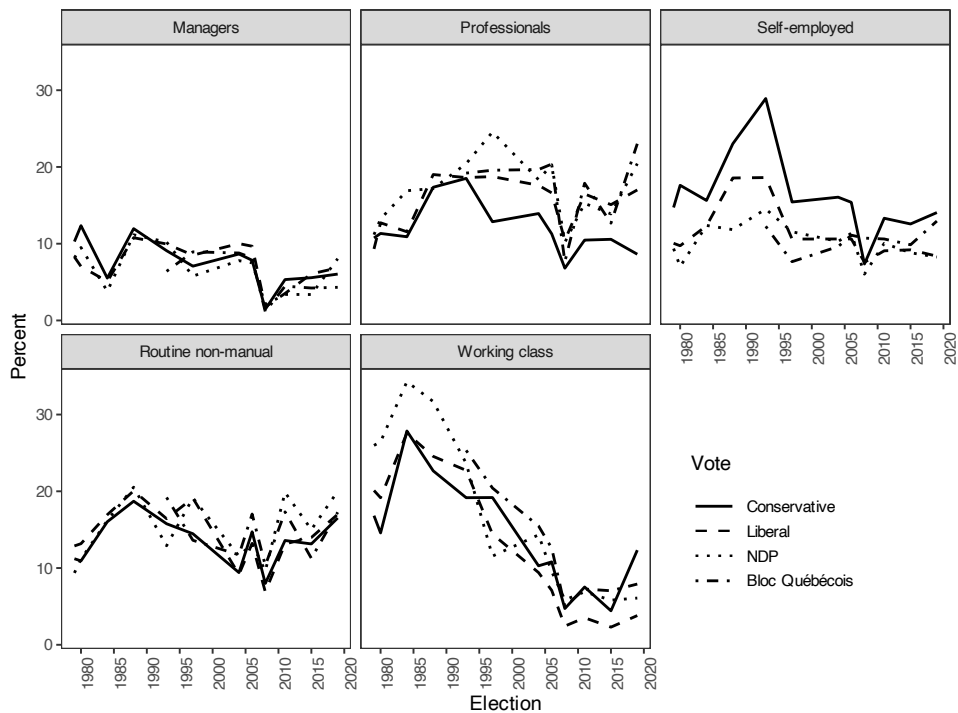 Managers
Professionals
Self-employed
Percent
30
20
10
0
1980
1985
1990
1995
2000
2005
2010
2015
2020
Routine non-manual
Working class
30
20
10
0
1980
1985
1990
1995
2000
2005
2010
2015
2020
1980
1985
1990
1995
2000
2005
2010
2015
2020
Election
Vote
Conservative
Liberal
NDP
Bloc Québécois